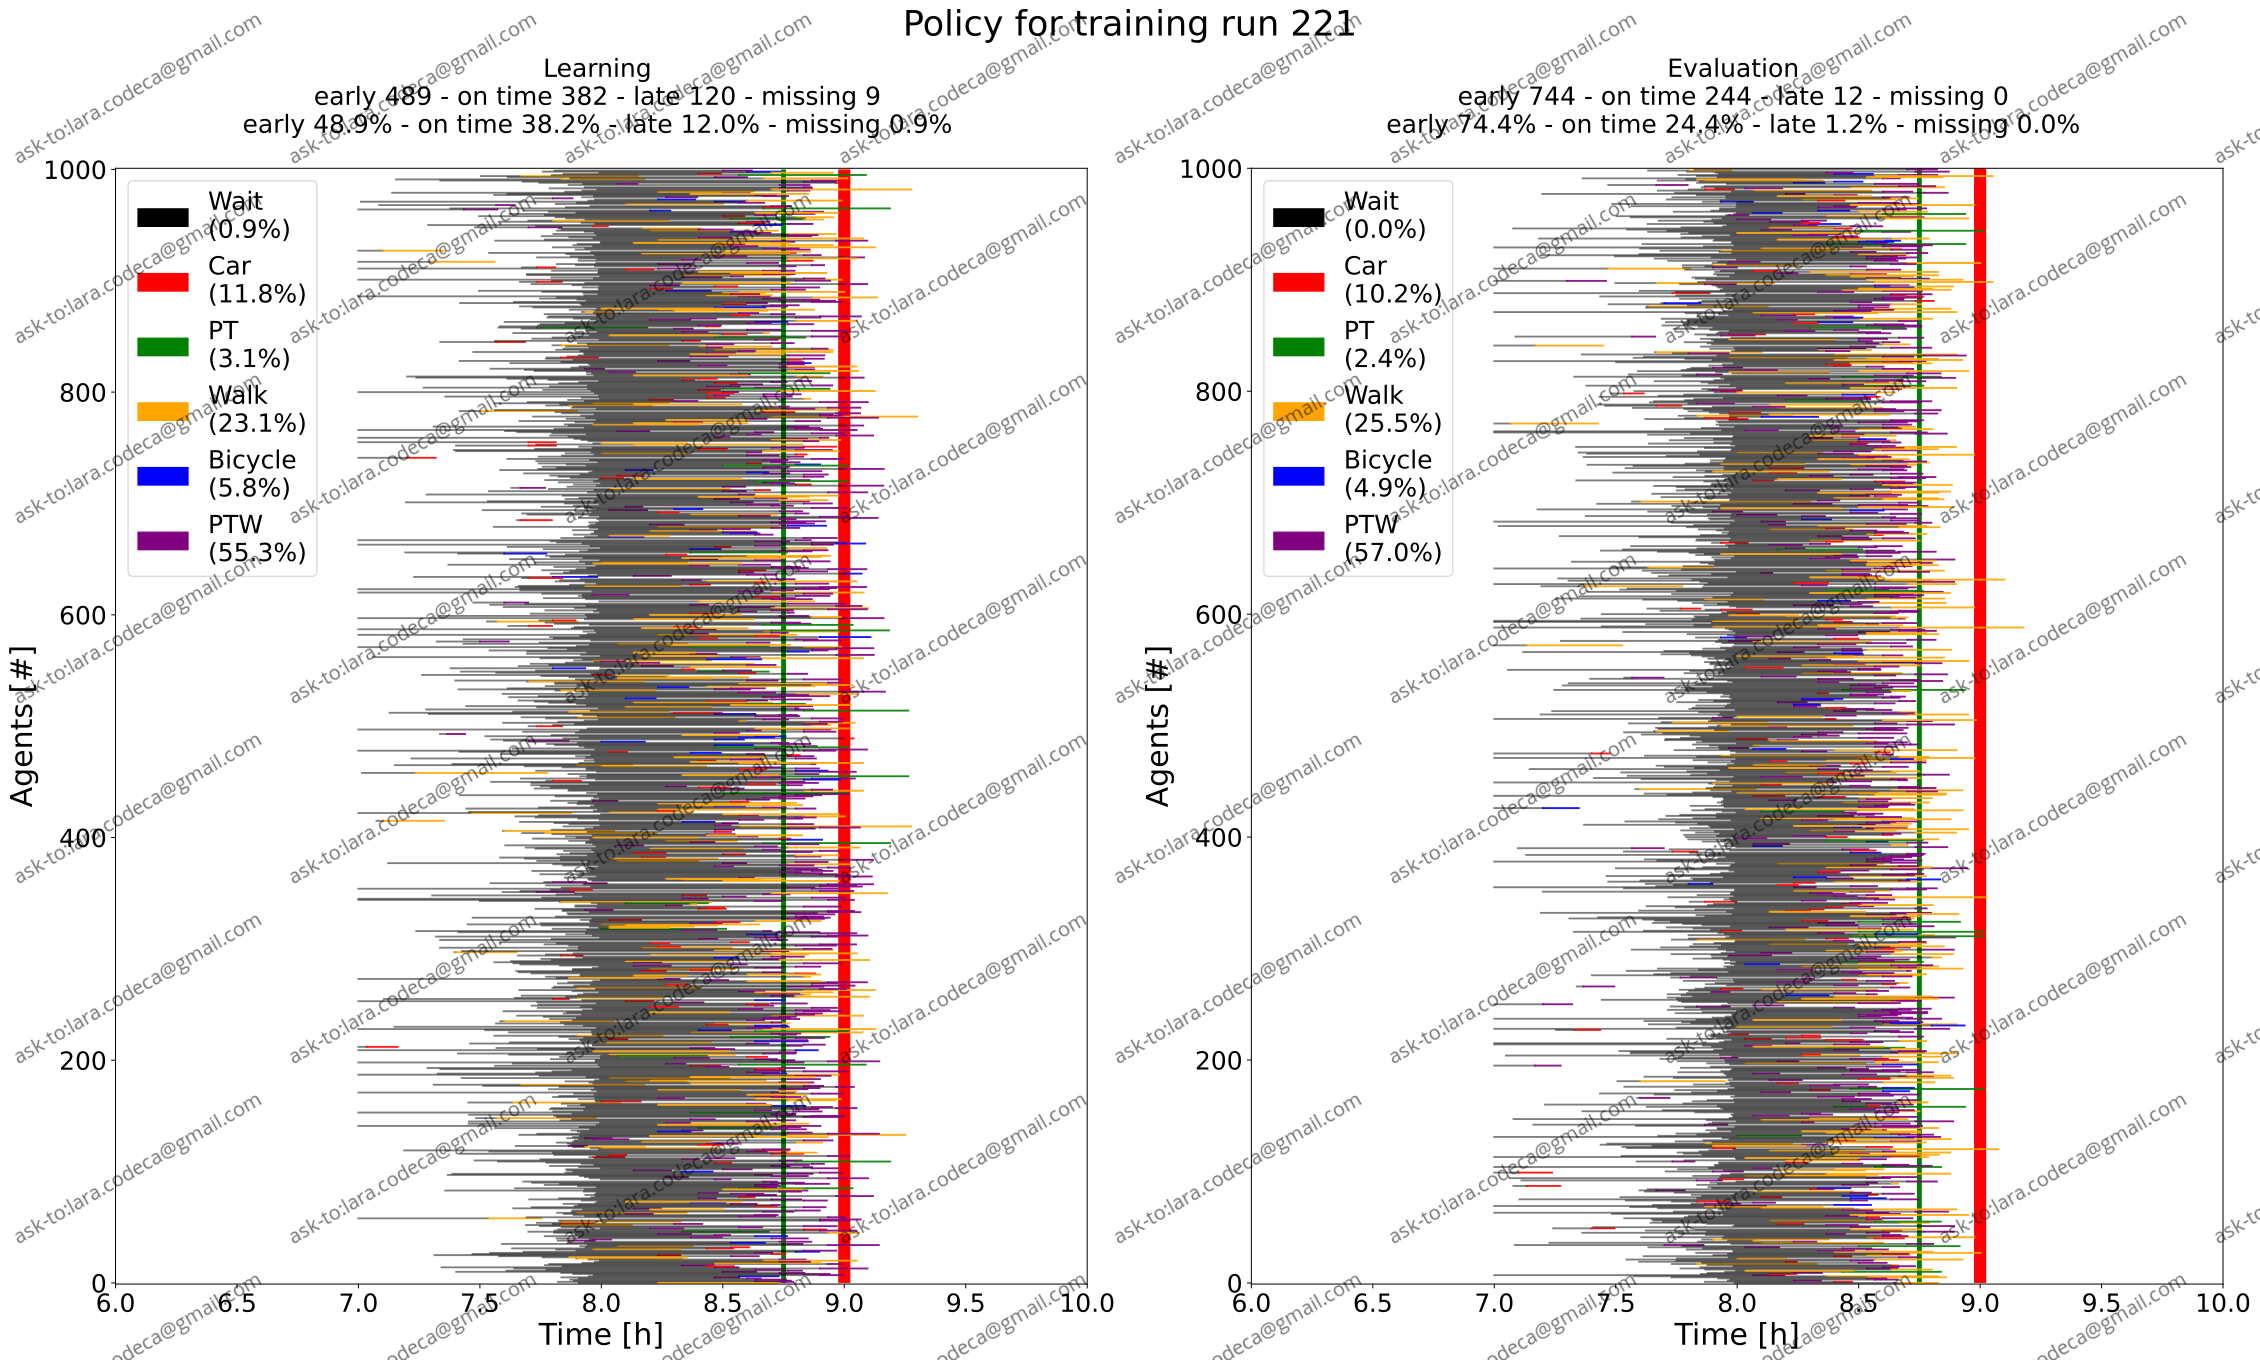 Policy for training run 221
Learning
early 489 - on time 382 - late 120 - missing 9
early 48.9% - on time 38.2% - late 12.0% - missing 0.9%
Wait
(0.9%)
Car
(11.8%)
PT
(3.1%)
Walk
(23.1%)
Bicycle
(5.8%)
PTW
(55.3%)
1000
800
600
400
200
0
Agents [#]
6.0 6.5 7.0 7.5 8.0 8.5 9.0 9.5 10.0
Time [h]
Evaluation
early 744 - on time 244 - late 12 - missing 0
early 74.4% - on time 24.4% - late 1.2% - missing 0.0%
Wait
(0.0%)
Car
(10.2%)
PT
(2.4%)
Walk
(25.5%)
Bicycle
(4.9%)
PTW
(57.0%)
1000
800
600
400
200
0
Agents [#]
6.0 6.5 7.0 7.5 8.0 8.5 9.0 9.5 10.0
Time [h]
ask-to:lara.codeca@gmail.com